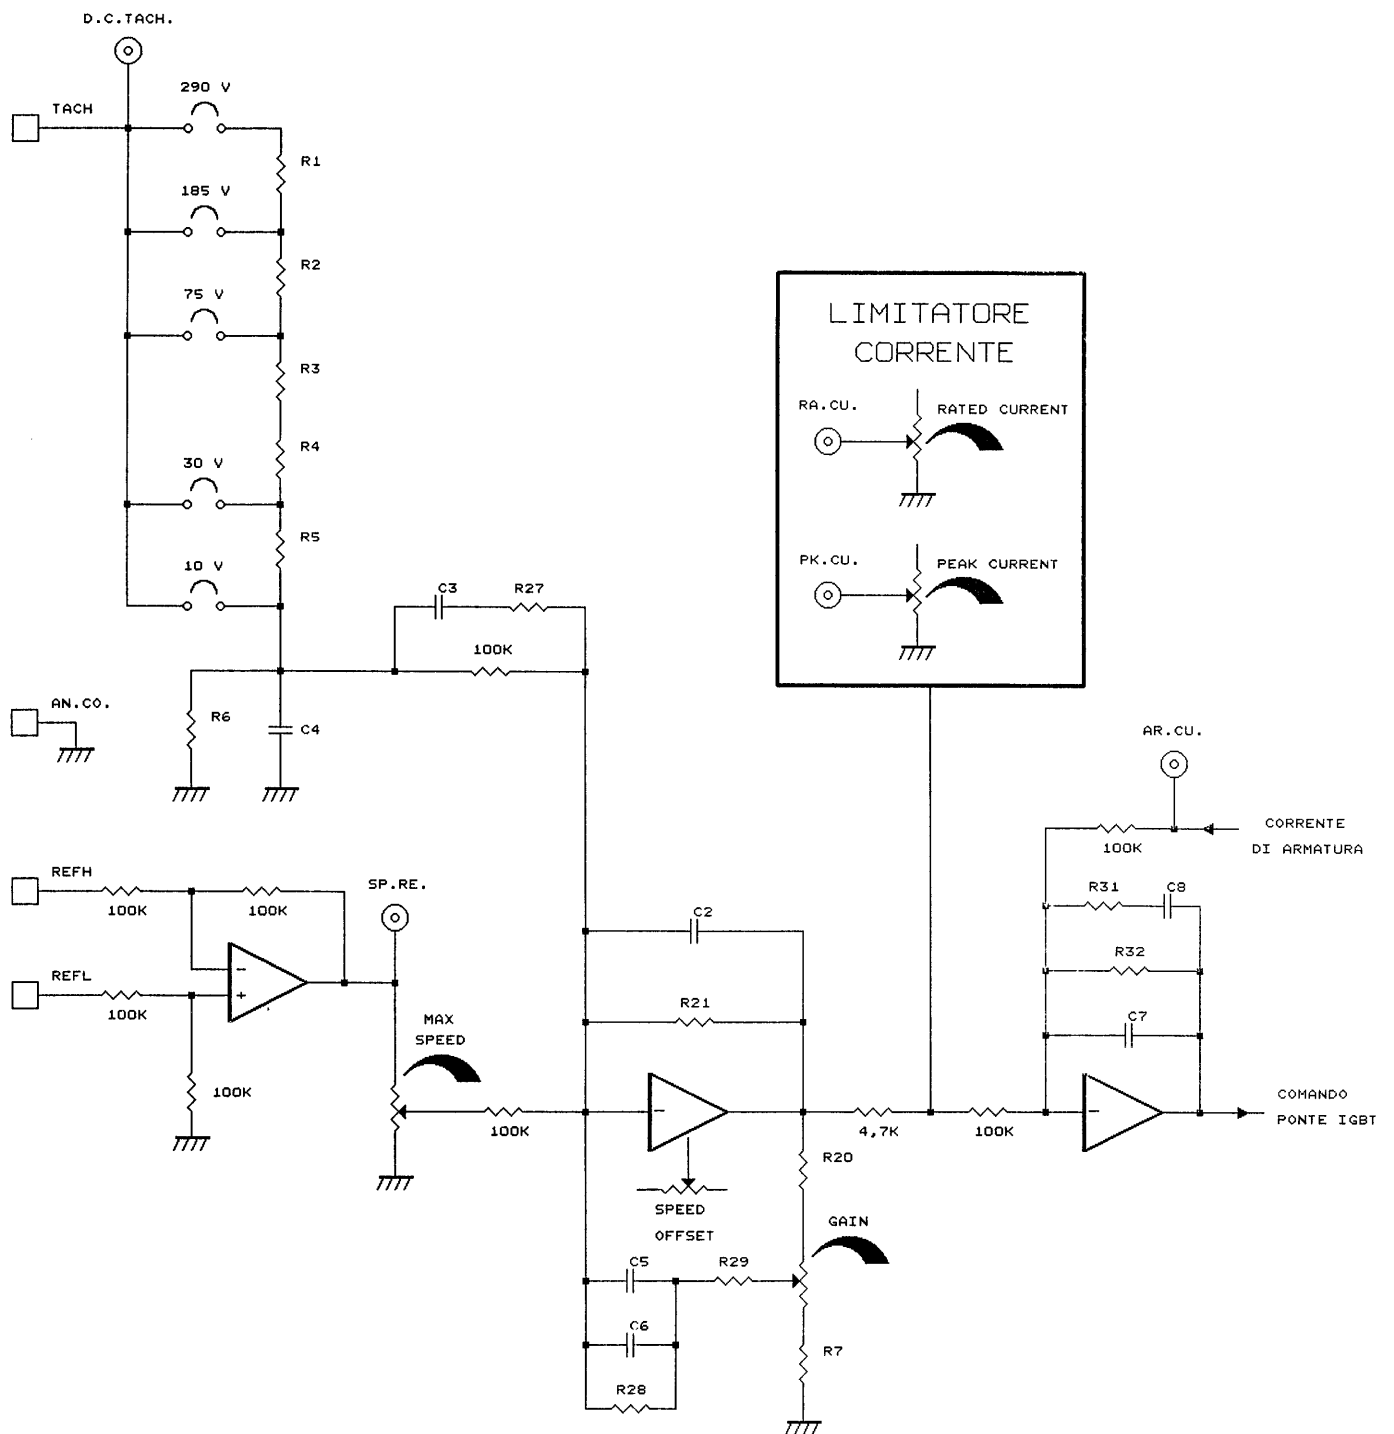 D.C.TACH.
TACH
290 V
R1
185 V
R2
75 V
R3
R4
30 V
R5
10 V
C3
R27
100K
AN.CO.
R6
C4
LIMITATORE
CORRENTE
RA.CU.
RATED CURRENT
PK.CU.
PEAK CURRENT
AR.CU.
CORRENTE
DI ARMATURA
100K
R31
C8
R32
C7
REFH
100K
100K
SP.RE.
REFL
100K
100K
MAX
SPEED
100K
C2
R21
-
+
-
-
4,7K
100K
COMANDO
PONTE IGBT
SPEED
OFFSET
R20
GAIN
C5
R29
C6
R7
R28